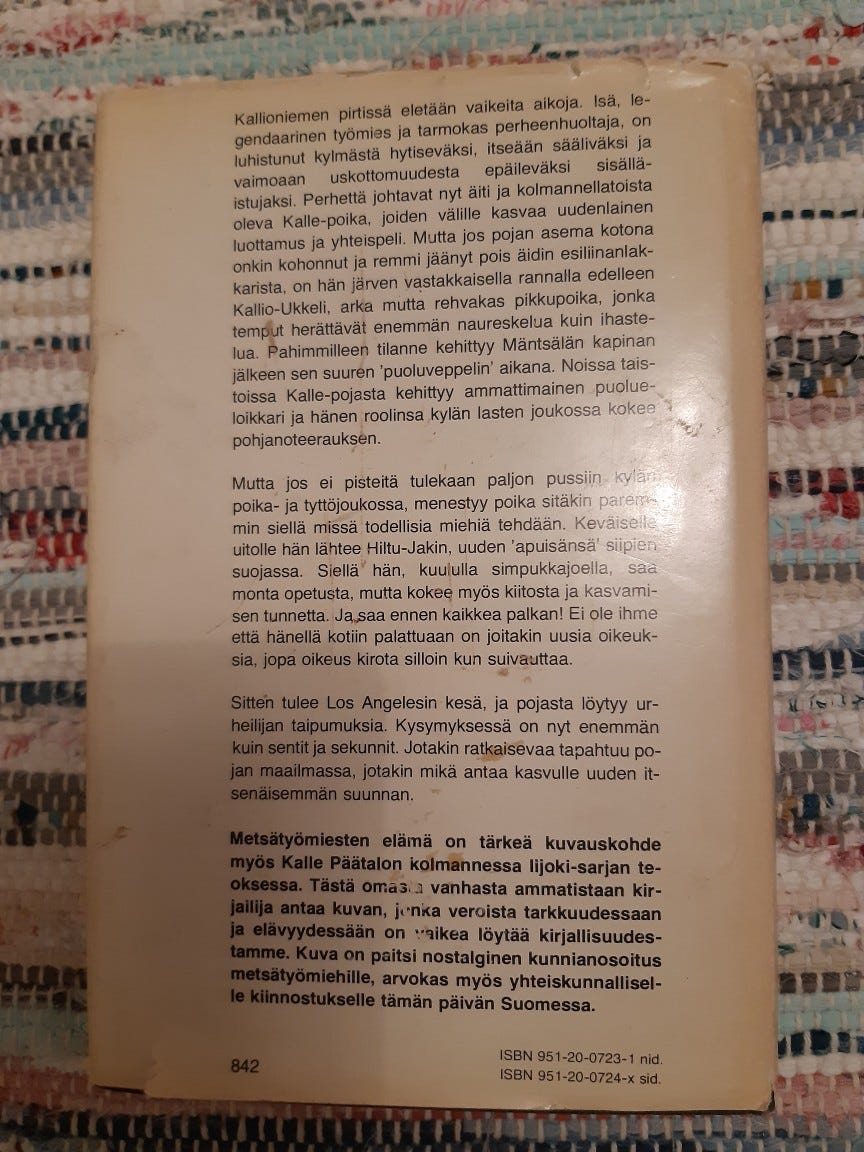 Kallioniemen pirtissä eletään vaikeita aikoja. Isä, le-
gendaarinen työmies ja tarmokas perheenhuoltaja, on
luhistunut kylmästä hytiseväksi, itseään sääliväksi ja
vaimoaan uskottomuudesta epäileväksi sisällä-
istujaksi. Perhettä johtavat nyt äiti ja kolmannellatoista
oleva Kalle-poika, joiden välille kasvaa uudenlainen
luottamus ja yhteispeli. Mutta jos pojan asema kotona
onkin kohonnut ja remmi jäänyt pois äidin esiliinanlak-
karista, on hän järven vastakkaisella rannalla edelleen
Kallio-Ukkeli, arka mutta rehvakas pikkupoika, jonka
temput herättävät enemmän naureskelua kuin ihaste-
lua. Pahimmilleen tilanne kehittyy Mäntsälän kapinan
jälkeen sen suuren 'puoluveppelin' aikana. Noissa tais-
toissa Kalle-pojasta kehittyy ammattimainen puolue-
loikkari ja hänen roolinsa kylän lasten joukossa kokee
pohjanoteerauksen.
Mutta jos ei pisteitä tulekaan paljon pussiin kylän
poika- ja tyttöjoukossa, menestyy poika sitäkin parem-
min siellä missä todellisia miehiä tehdään. Keväiselle
uitolle hän lähtee Hiltu-Jakin, uuden 'apuisänsä' siipien
suojassa. Siellä hän, kuululla simpukkajoella, saa
monta opetusta, mutta kokee myös kiitosta ja kasvami-
sen tunnetta. Ja saa ennen kaikkea palkan! Ei ole ihme
että hänellä kotiin palattuaan on joitakin uusia oikeuk-
sia, jopa oikeus kirota silloin kun suivauttaa.
Sitten tulee Los Angelesin kesä, ja pojasta löytyy ur-
heilijan taipumuksia. Kysymyksessä on nyt enemmän
kuin sentit ja sekunnit. Jotakin ratkaisevaa tapahtuu po-
jan maailmassa, jotakin mikä antaa kasvulle uuden it-
senäisemmän suunnan.
Metsätyömiesten elämä on tärkeä kuvauskohde
myös Kalle Päätalon kolmannessa Iijoki-sarjan te-
oksessa. Tästä omasta vanhasta ammatistaan kir-
jailija antaa kuvan, jonka veroista tarkkuudessaan
ja elävyydessään on vaikea löytää kirjallisuudes-
tamme. Kuva on paitsi nostalginen kunnianosoitus
metsätyömiehille, arvokas myös yhteiskunnallisel-
le kiinnostukselle tämän päivän Suomessa.
842
ISBN 951-20-0723-1 nid.
ISBN 951-20-0724-x sid.